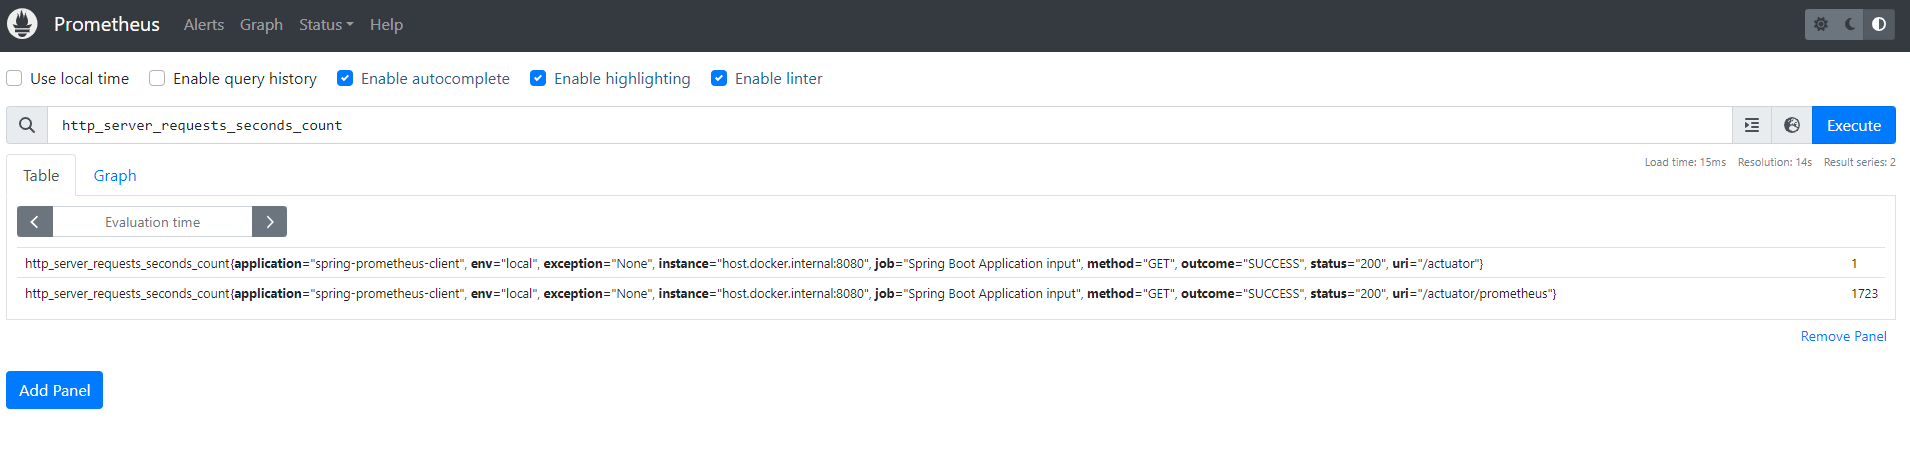 Prometheus Alerts Graph Status Help
Use local time Enable query history Enable autocomplete Enable highlighting Enable linter
http_server_requests_seconds_count Execute
Load time: 15ms Resolution: 14s Result series: 2
Table Graph
Evaluation time
http_server_requests_seconds_count{application="spring-prometheus-client", env="local", exception="None", instance="host.docker.internal:8080", job="Spring Boot Application input", method="GET", outcome="SUCCESS", status="200", uri="/actuator"} 1
http_server_requests_seconds_count{application="spring-prometheus-client", env="local", exception="None", instance="host.docker.internal:8080", job="Spring Boot Application input", method="GET", outcome="SUCCESS", status="200", uri="/actuator/prometheus"} 1723
Remove Panel
Add Panel